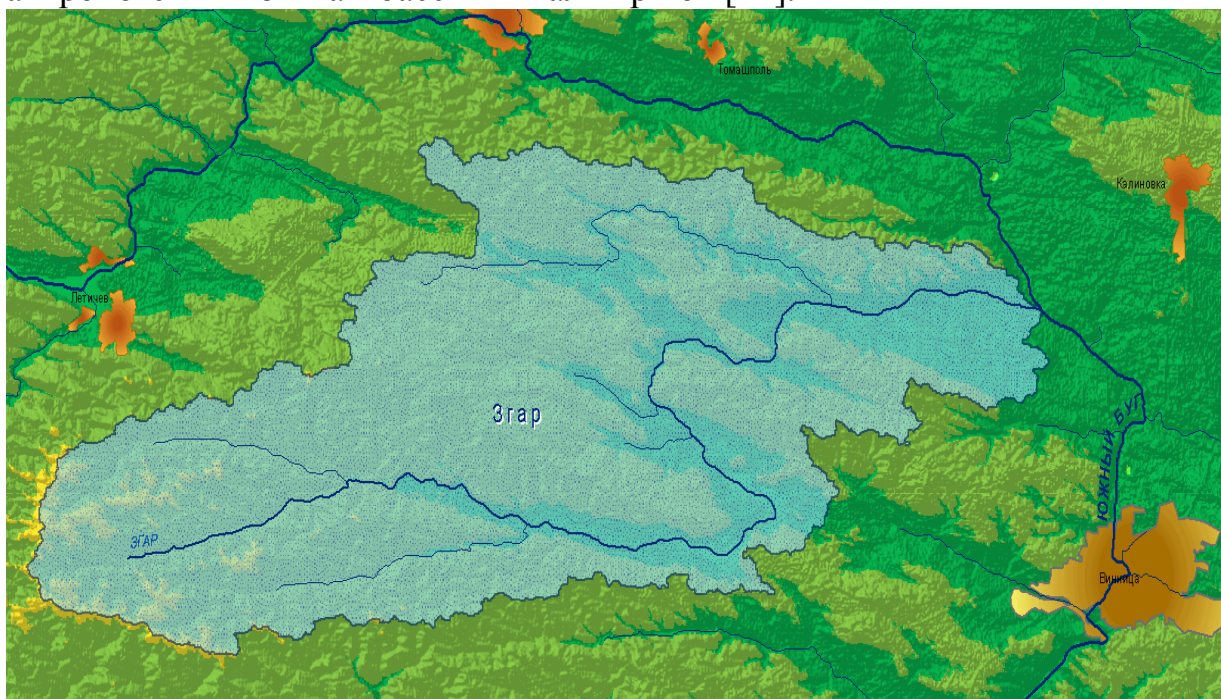 Томашполь
Калиновка
Летичев
Згар
ЮЖНЫЙ БУГ
ЗГАР
Винница